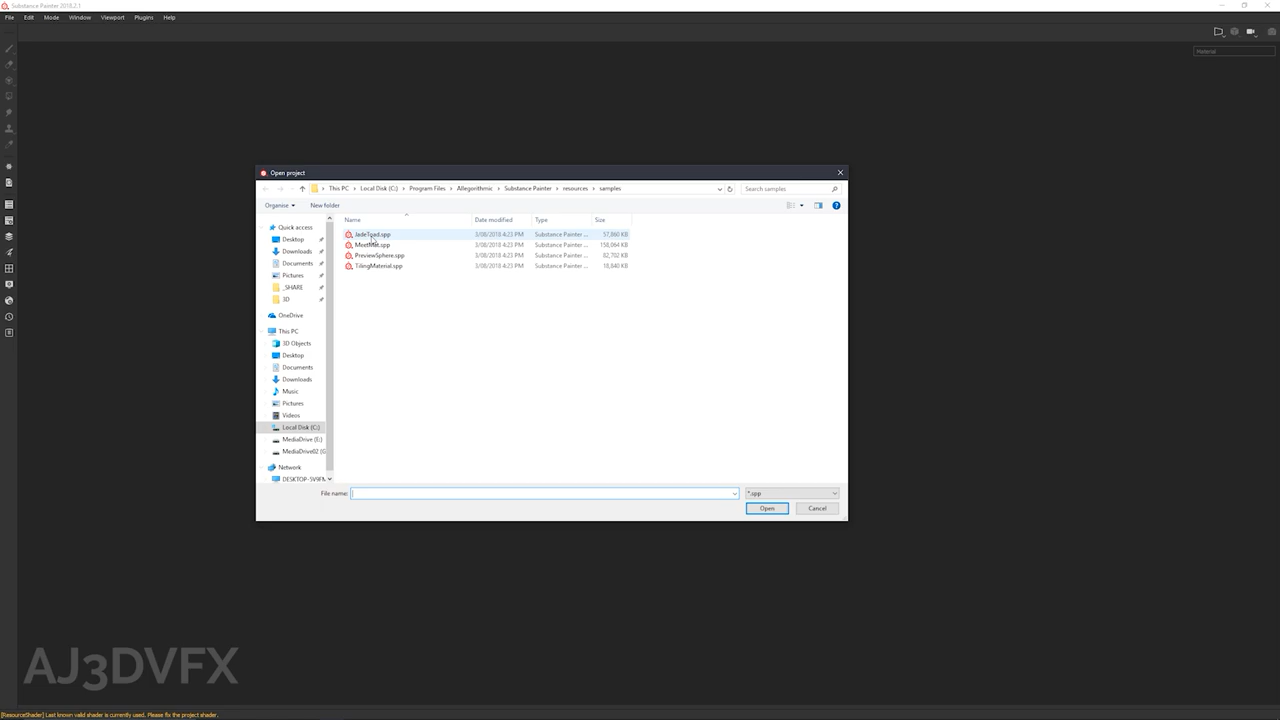 Substance Painter 2018.2.1
File Edit Mode Window Viewport Plugins Help
Material
Open project
This PC > Local Disk (C:) > Program Files > Allegorithmic > Substance Painter > resources > samples
Search samples
Organise New folder
Name Date modified Type Size
JadeToad.spp 3/08/2018 4:23 PM Substance Painter ... 57,860 KB
MeetMat.spp 3/08/2018 4:23 PM Substance Painter ... 158,064 KB
PreviewSphere.spp 3/08/2018 4:23 PM Substance Painter ... 82,702 KB
TilingMaterial.spp 3/08/2018 4:23 PM Substance Painter ... 18,840 KB
Quick access
Desktop
Downloads
Documents
Pictures
_SHARE
3D
OneDrive
This PC
3D Objects
Desktop
Documents
Downloads
Music
Pictures
Videos
Local Disk (C:)
MediaDrive (E:)
MediaDrive02 (G
Network
DESKTOP-5V9FM
File name:
*.spp
Open Cancel
AJ3DVFX
[ResourceShader] Last known valid shader is currently used. Please fix the project shader.